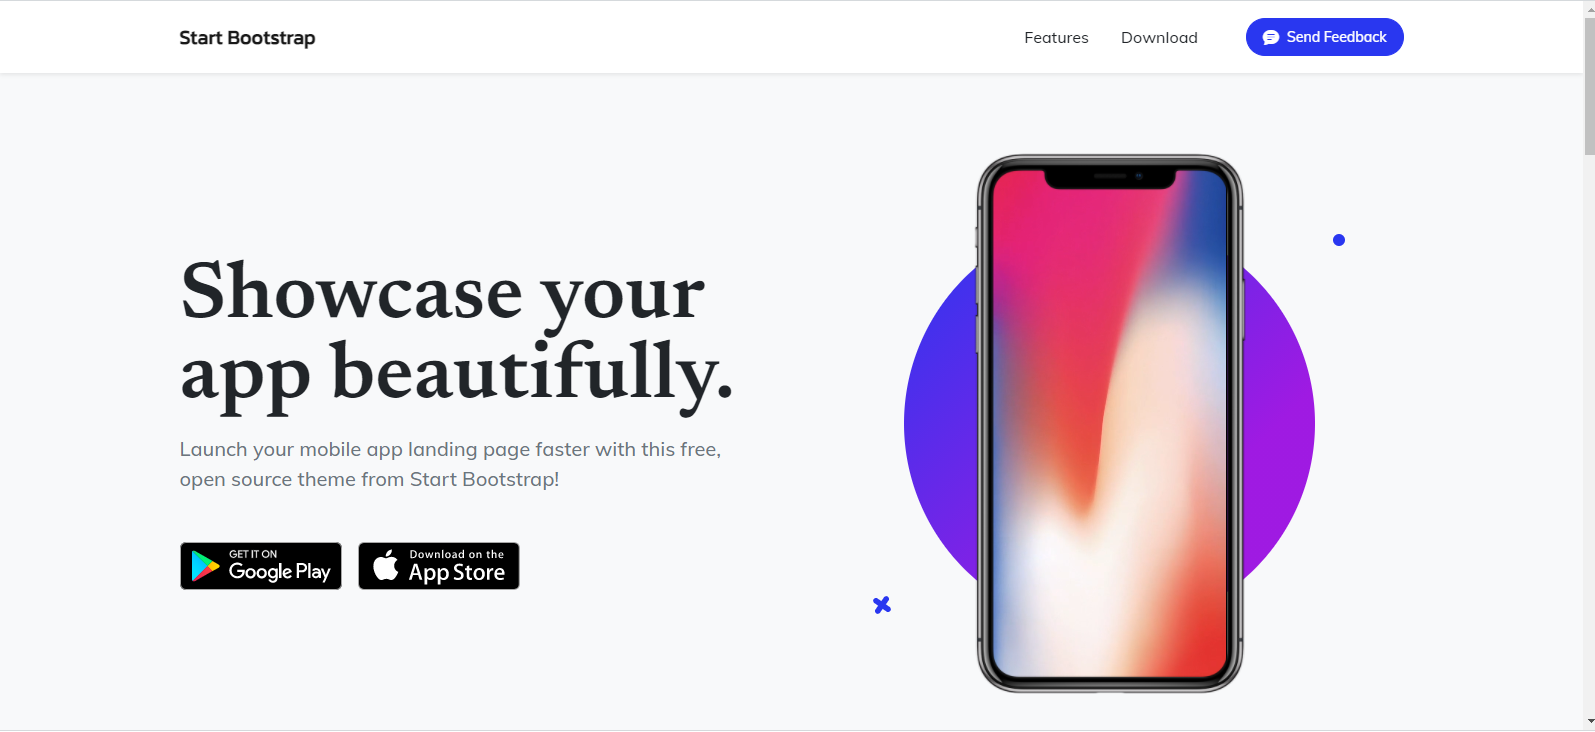 Start Bootstrap
Features
Download
Send Feedback
Showcase your
app beautifully.
Launch your mobile app landing page faster with this free,
open source theme from Start Bootstrap!
GET IT ON
Google Play
Download on the
App Store